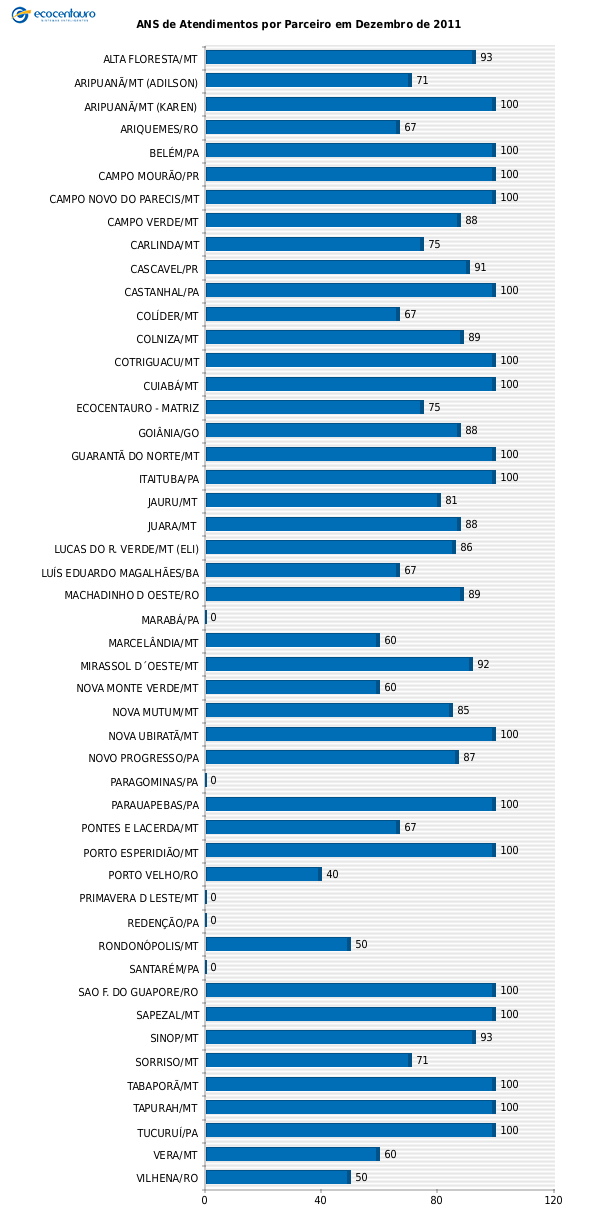 ecocentauro
ANS de Atendimentos por Parceiro em Dezembro de 2011
ALTA FLORESTA/MT 93
ARIPUANÃ/MT (ADILSON) 71
ARIPUANÃ/MT (KAREN) 100
ARIQUEMES/RO 67
BELÉM/PA 100
CAMPO MOURÃO/PR 100
CAMPO NOVO DO PARECIS/MT 100
CAMPO VERDE/MT 88
CARLINDA/MT 75
CASCAVEL/PR 91
CASTANHAL/PA 100
COLÍDER/MT 67
COLNIZA/MT 89
COTRIGUACU/MT 100
CUIABÁ/MT 100
ECOCENTAURO - MATRIZ 75
GOIÂNIA/GO 88
GUARANTÃ DO NORTE/MT 100
ITAITUBA/PA 100
JAURU/MT 81
JUARA/MT 88
LUCAS DO R. VERDE/MT (ELI) 86
LUÍS EDUARDO MAGALHÃES/BA 67
MACHADINHO D OESTE/RO 89
MARABÁ/PA 0
MARCELÂNDIA/MT 60
MIRASSOL D´OESTE/MT 92
NOVA MONTE VERDE/MT 60
NOVA MUTUM/MT 85
NOVA UBIRATÃ/MT 100
NOVO PROGRESSO/PA 87
PARAGOMINAS/PA 0
PARAUAPEBAS/PA 100
PONTES E LACERDA/MT 67
PORTO ESPERIDIÃO/MT 100
PORTO VELHO/RO 40
PRIMAVERA D LESTE/MT 0
REDENÇÃO/PA 0
RONDONÓPOLIS/MT 50
SANTARÉM/PA 0
SAO F. DO GUAPORE/RO 100
SAPEZAL/MT 100
SINOP/MT 93
SORRISO/MT 71
TABAPORÃ/MT 100
TAPURAH/MT 100
TUCURUÍ/PA 100
VERA/MT 60
VILHENA/RO 50
0 40 80 120